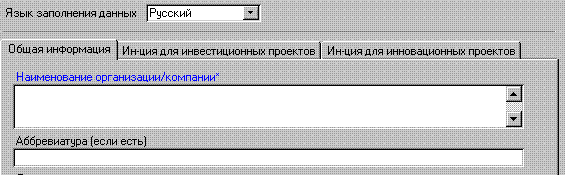 Язык заполнения данных Русский
Общая информация Ин-ция для инвестиционных проектов Ин-ция для инновационных проектов
Наименование организации/компании*
Аббревиатура (если есть)